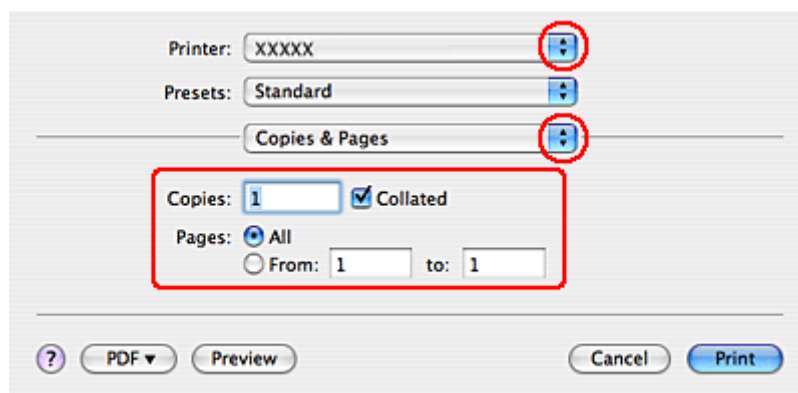 Printer: XXXXX
Presets: Standard
Copies & Pages
Copies: 1 Collated
Pages: All
From: 1 to: 1
? PDF▼ Preview Cancel Print